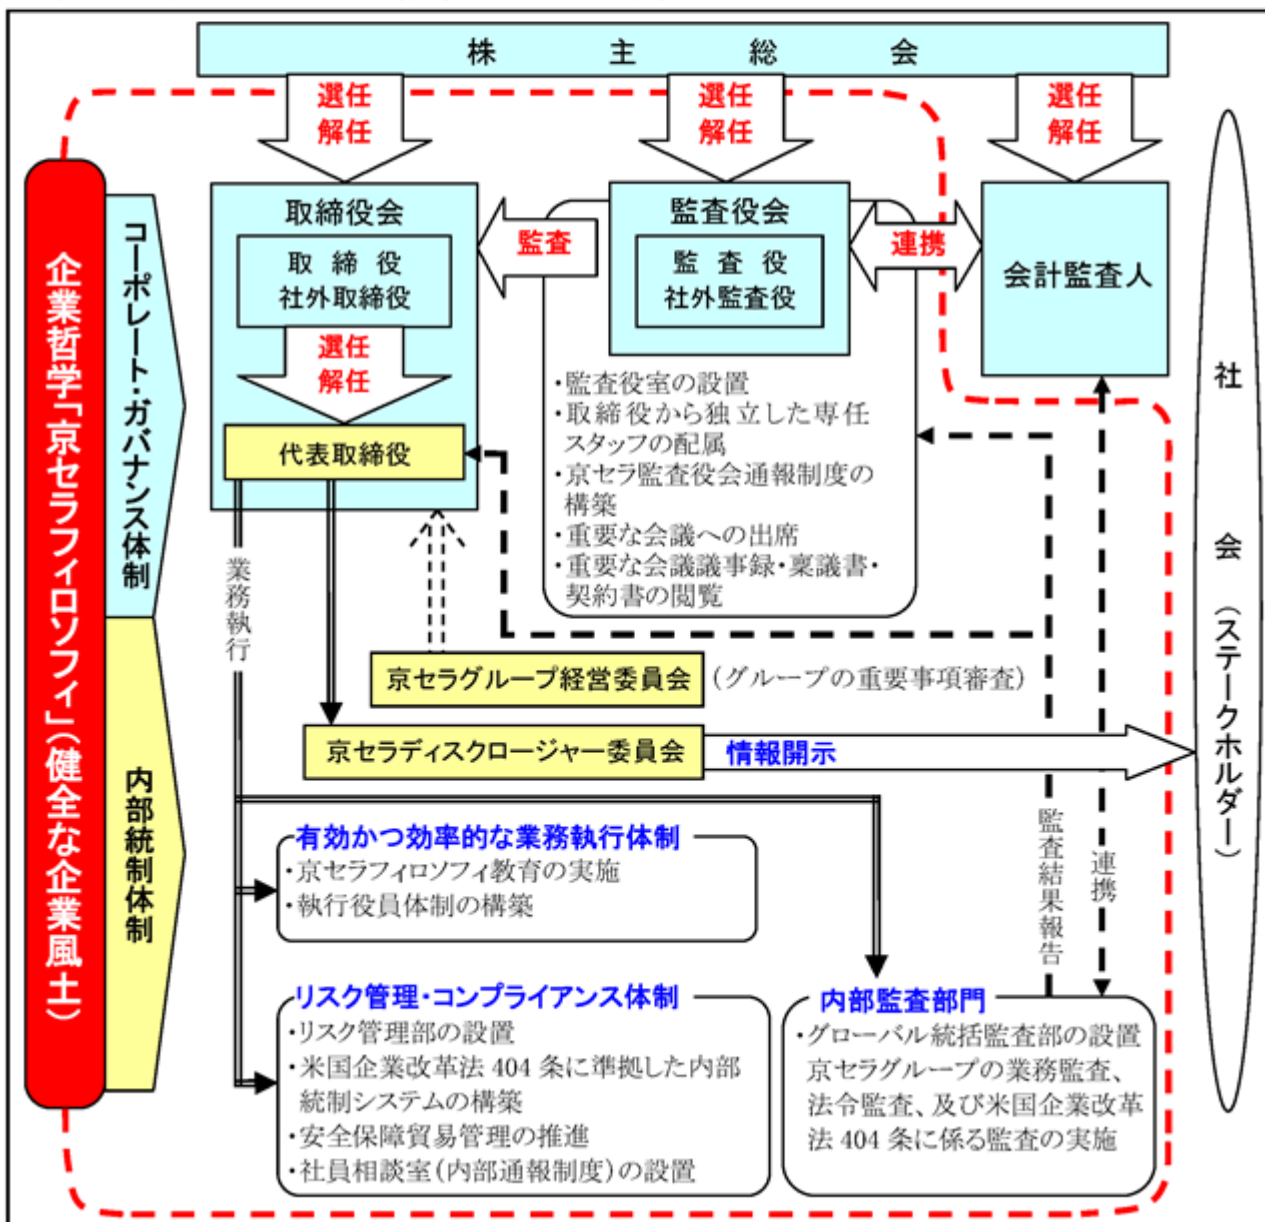 株主総会
選任
解任
選任
解任
選任
解任
企業哲学「京セラフィロソフィ」(健全な企業風土)
コーポレート・ガバナンス体制
内部統制体制
取締役会
取締役
社外取締役
選任
解任
代表取締役
監査
監査役会
監査役
社外監査役
連携
会計監査人
・監査役室の設置
・取締役から独立した専任
スタッフの配属
・京セラ監査役会通報制度の
構築
・重要な会議への出席
・重要な会議議事録・稟議書・
契約書の閲覧
業務執行
京セラグループ経営委員会
(グループの重要事項審査)
京セラディスクロージャー委員会
情報開示
社会(ステークホルダー)
監査結果報告
連携
有効かつ効率的な業務執行体制
・京セラフィロソフィ教育の実施
・執行役員体制の構築
リスク管理・コンプライアンス体制
・リスク管理部の設置
・米国企業改革法 404 条に準拠した内部
統制システムの構築
・安全保障貿易管理の推進
・社員相談室(内部通報制度)の設置
内部監査部門
・グローバル統括監査部の設置
京セラグループの業務監査、
法令監査、及び米国企業改革
法 404 条に係る監査の実施